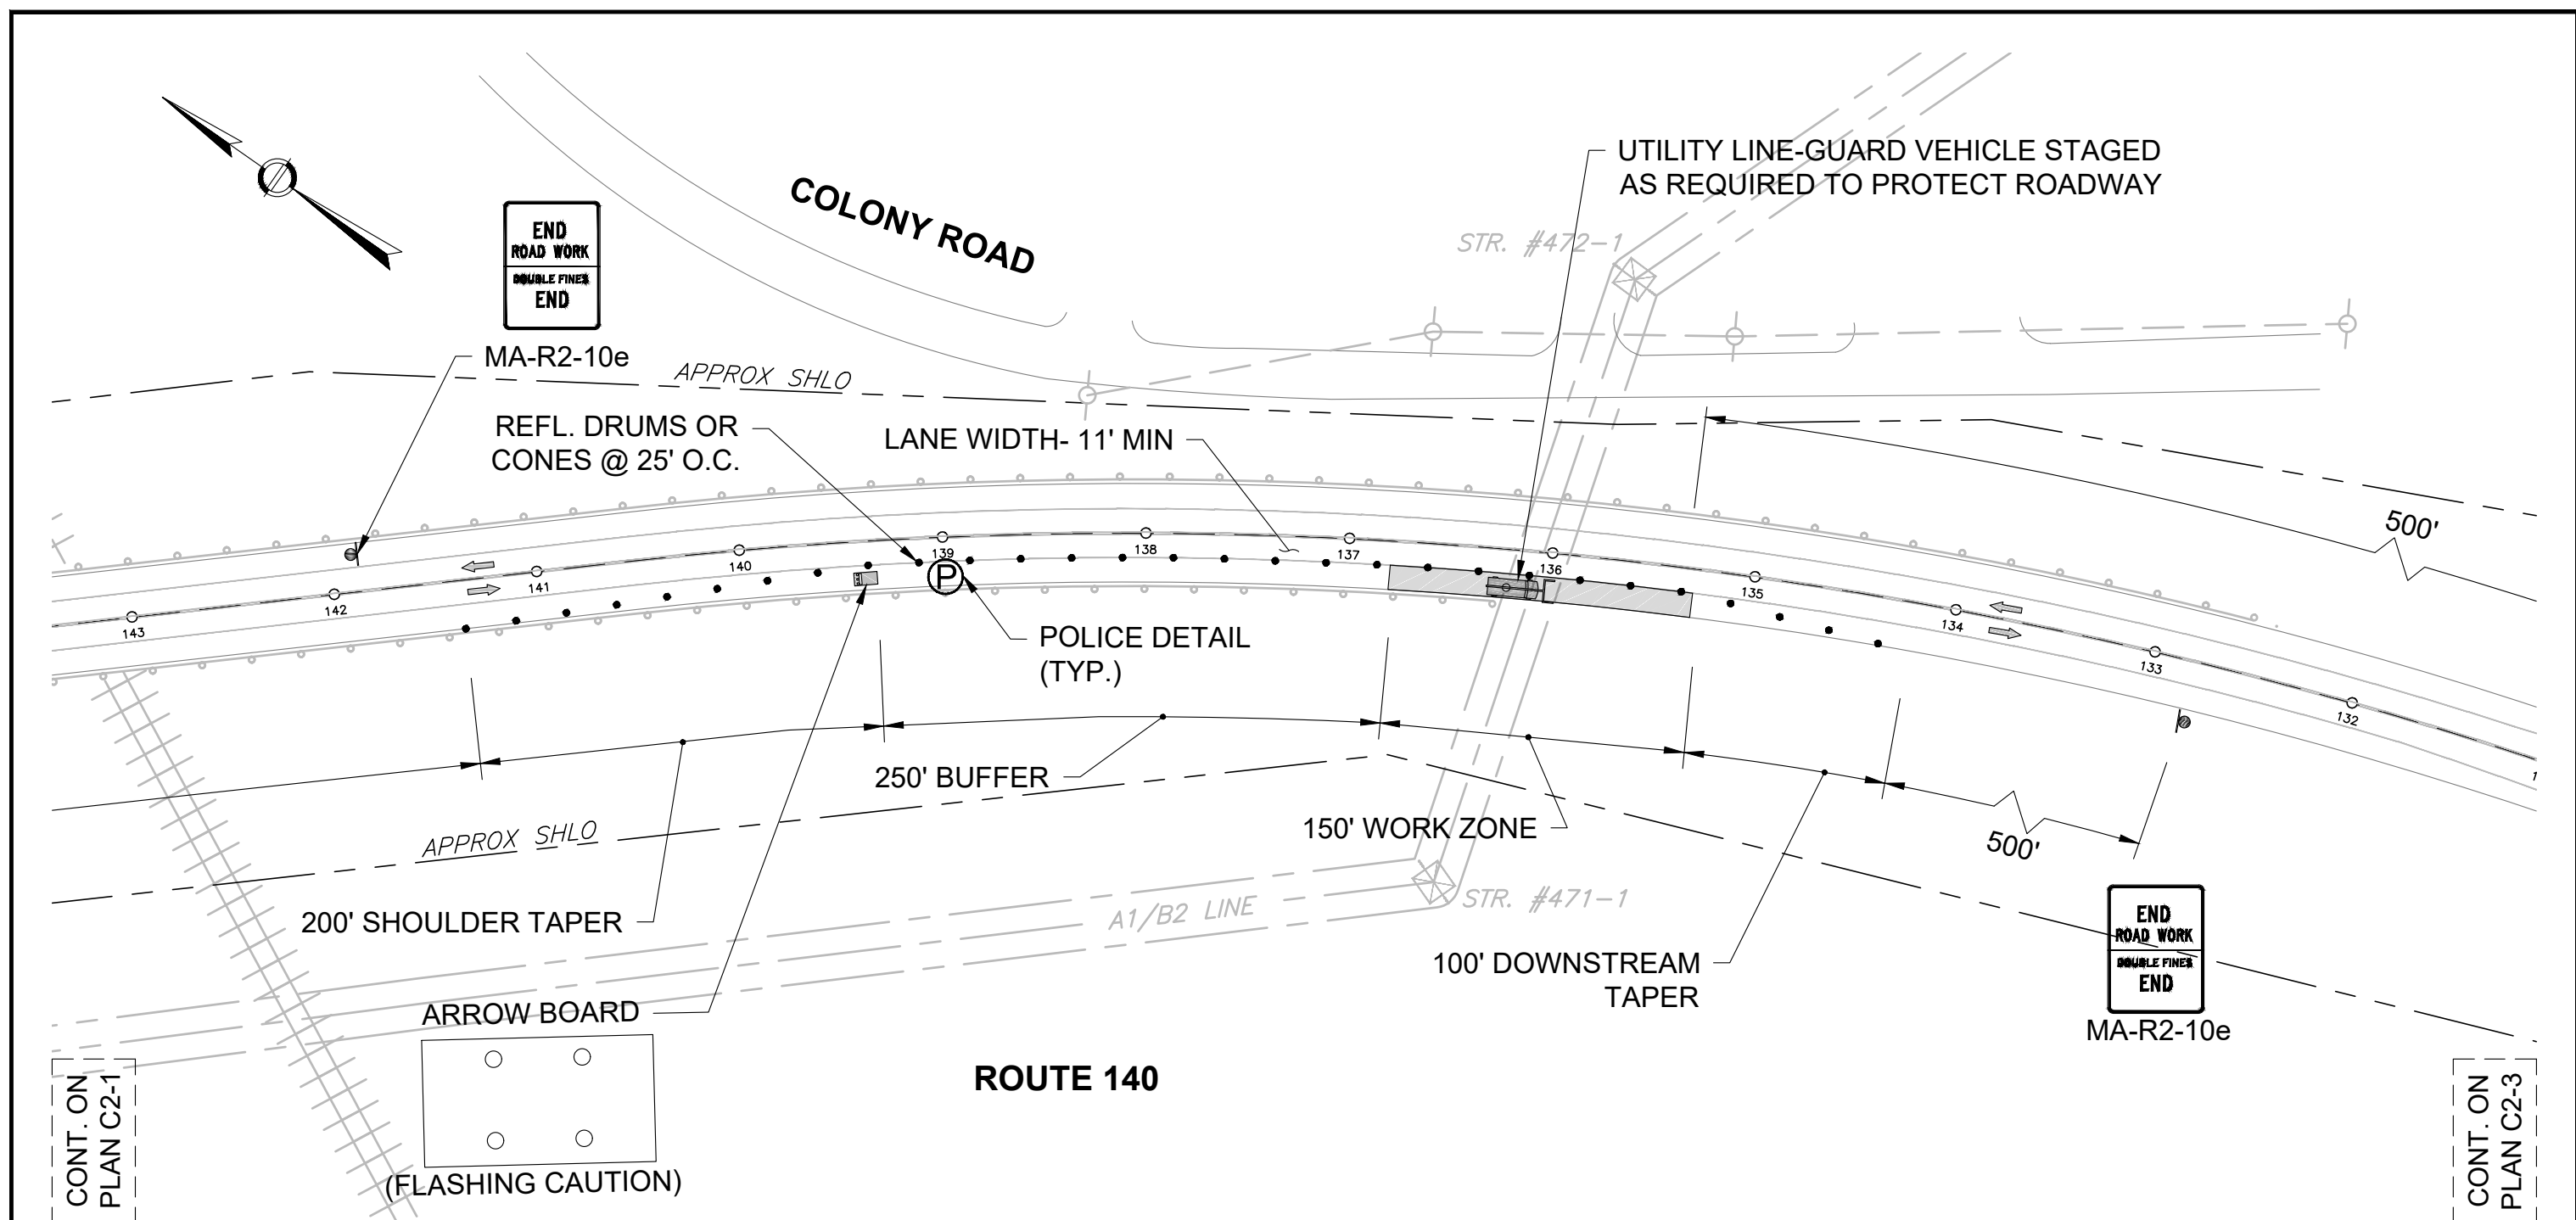 UTILITY LINE-GUARD VEHICLE STAGED
AS REQUIRED TO PROTECT ROADWAY
COLONY ROAD
END
ROAD WORK
DOUBLE FINES
END
MA-R2-10e
STR. #472-1
APPROX SHLO
REFL. DRUMS OR
CONES @ 25' O.C.
LANE WIDTH- 11' MIN
500'
143
142
141
140
139
138
137
136
135
134
133
132
1
P
POLICE DETAIL
(TYP.)
250' BUFFER
150' WORK ZONE
500'
APPROX SHLO
200' SHOULDER TAPER
A1/B2 LINE
STR. #471-1
100' DOWNSTREAM
TAPER
END
ROAD WORK
DOUBLE FINES
END
MA-R2-10e
ARROW BOARD
(FLASHING CAUTION)
ROUTE 140
CONT. ON
PLAN C2-1
CONT. ON
PLAN C2-3